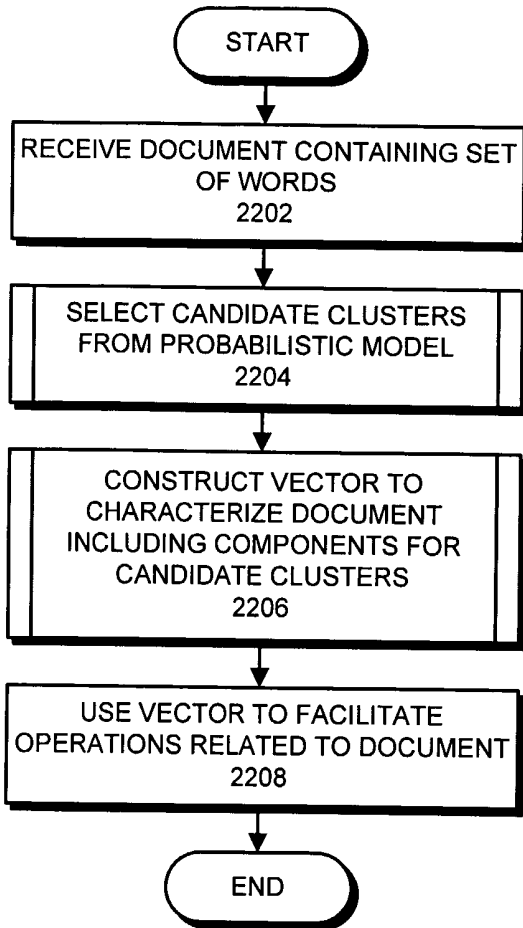 START
RECEIVE DOCUMENT CONTAINING SET
OF WORDS
2202
SELECT CANDIDATE CLUSTERS
FROM PROBABILISTIC MODEL
2204
CONSTRUCT VECTOR TO
CHARACTERIZE DOCUMENT
INCLUDING COMPONENTS FOR
CANDIDATE CLUSTERS
2206
USE VECTOR TO FACILITATE
OPERATIONS RELATED TO DOCUMENT
2208
END